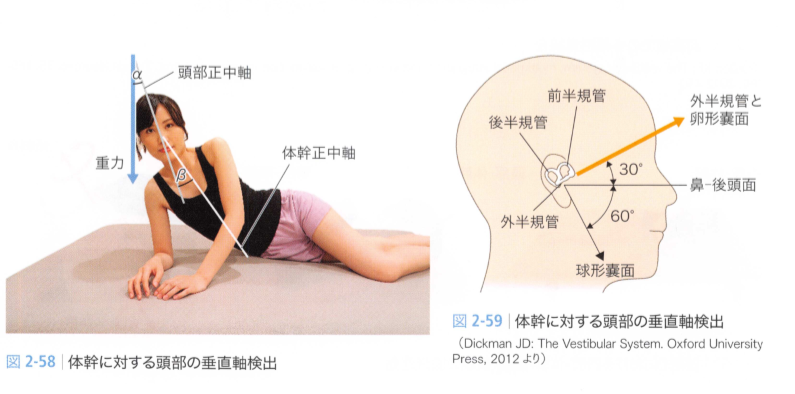 α
頭部正中軸
重力
体幹正中軸
β
図 2-58｜体幹に対する頭部の垂直軸検出
前半規管
後半規管
外半規管と
卵形嚢面
30°
鼻-後頭面
外半規管
60°
球形嚢面
図 2-59｜体幹に対する頭部の垂直軸検出
（Dickman JD: The Vestibular System. Oxford University
Press, 2012 より）